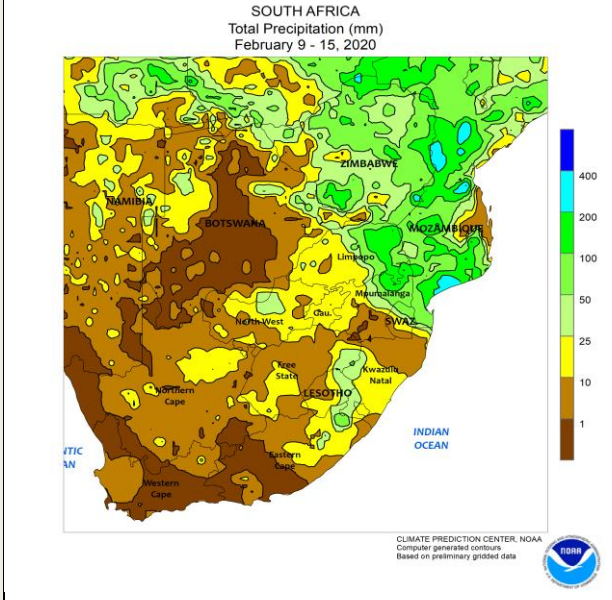 SOUTH AFRICA
Total Precipitation (mm)
February 9 - 15, 2020
ZIMBABWE
NAMIBIA
BOTSWANA
MOZAMBIQUE
Limpopo
Mpumalanga
North-West
Gau.
SWAZ.
Free
State
Kwazulu
Natal
Northern
Cape
LESOTHO
Eastern
Cape
Western
Cape
NTIC
AN
INDIAN
OCEAN
400
200
100
50
25
10
1
CLIMATE PREDICTION CENTER, NOAA
Computer generated contours
Based on preliminary gridded data
NOAA